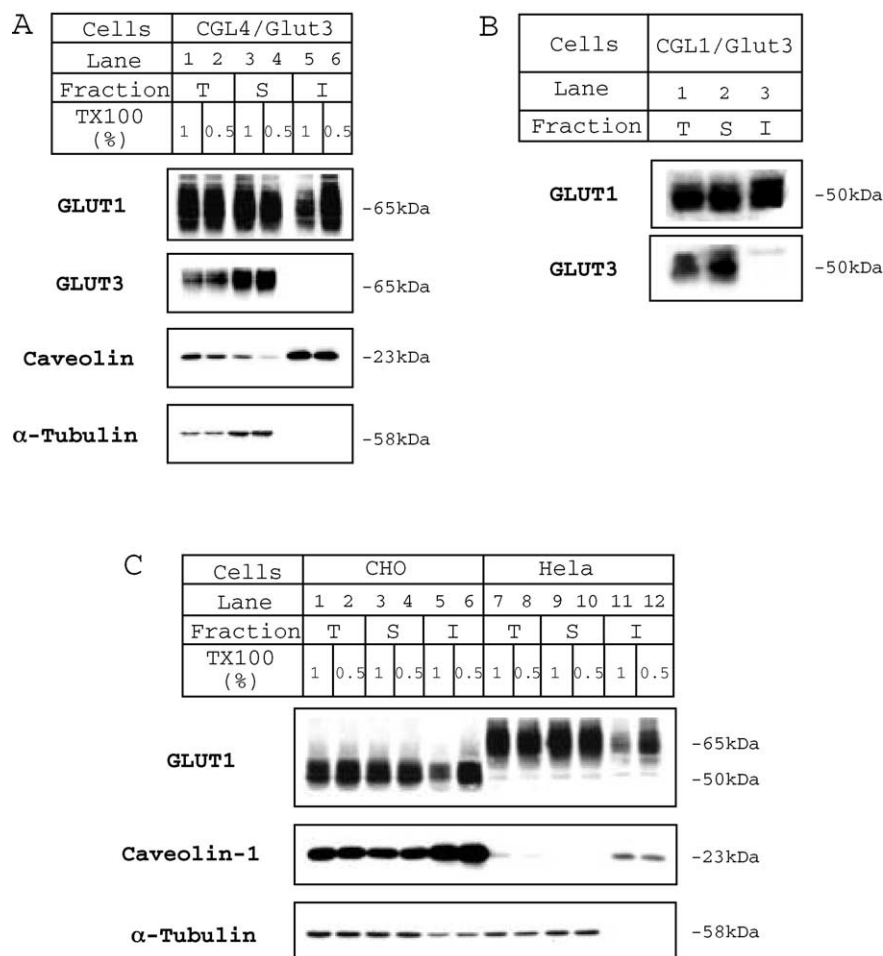 A
Cells CGL4/Glut3
Lane 1 2 3 4 5 6
Fraction T S I
TX100 (%) 1 0.5 1 0.5 1 0.5
GLUT1 -65kDa
GLUT3 -65kDa
Caveolin -23kDa
α-Tubulin -58kDa
B
Cells CGL1/Glut3
Lane 1 2 3
Fraction T S I
GLUT1 -50kDa
GLUT3 -50kDa
C
Cells CHO Hela
Lane 1 2 3 4 5 6 7 8 9 10 11 12
Fraction T S I T S I
TX100 (%) 1 0.5 1 0.5 1 0.5 1 0.5 1 0.5 1 0.5
GLUT1 -65kDa
-50kDa
Caveolin-1 -23kDa
α-Tubulin -58kDa